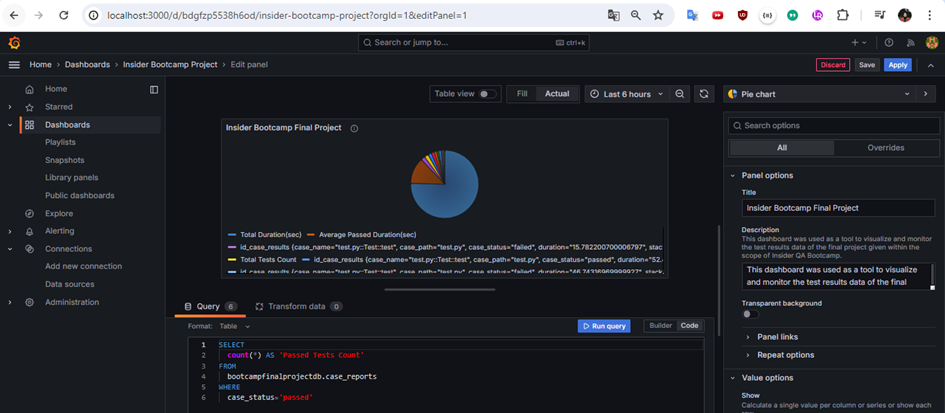 localhost:3000/d/bdgfzp5538h6od/insider-bootcamp-project?orgId=1&editPanel=1
Search or jump to...
ctrl+k
Home > Dashboards > Insider Bootcamp Project > Edit panel
Discard
Save
Apply
Home
Starred
Dashboards
Playlists
Snapshots
Library panels
Public dashboards
Explore
Alerting
Connections
Add new connection
Data sources
Administration
Table view
Fill
Actual
Last 6 hours
Insider Bootcamp Final Project
Total Duration(sec) Average Passed Duration(sec)
id_case_results {case_name="test.py::Test::test", case_path="test.py", case_status="failed", duration="15.782200700006797", stac
Total Tests Count id_case_results {case_name="test.py::Test::test", case_path="test.py", case_status="passed", duration="52.
id_case_results {case_name="test.py::Test::test", case_path="test.py", case_status="failed", stack
Query 6
Transform data 0
Format: Table
Run query
Builder
Code
1 SELECT
2 count(*) AS 'Passed Tests Count'
3 FROM
4 bootcampfinalprojectdb.case_reports
5 WHERE
6 case_status='passed'
Pie chart
Search options
All
Overrides
Panel options
Title
Insider Bootcamp Final Project
Description
This dashboard was used as a tool to visualize and monitor the
test results data of the final project given within the
scope of Insider QA Bootcamp.
This dashboard was used as a tool to visualize
and monitor the test results data of the final
Transparent background
Panel links
Repeat options
Value options
Show
Calculate a single value per column or series or show each